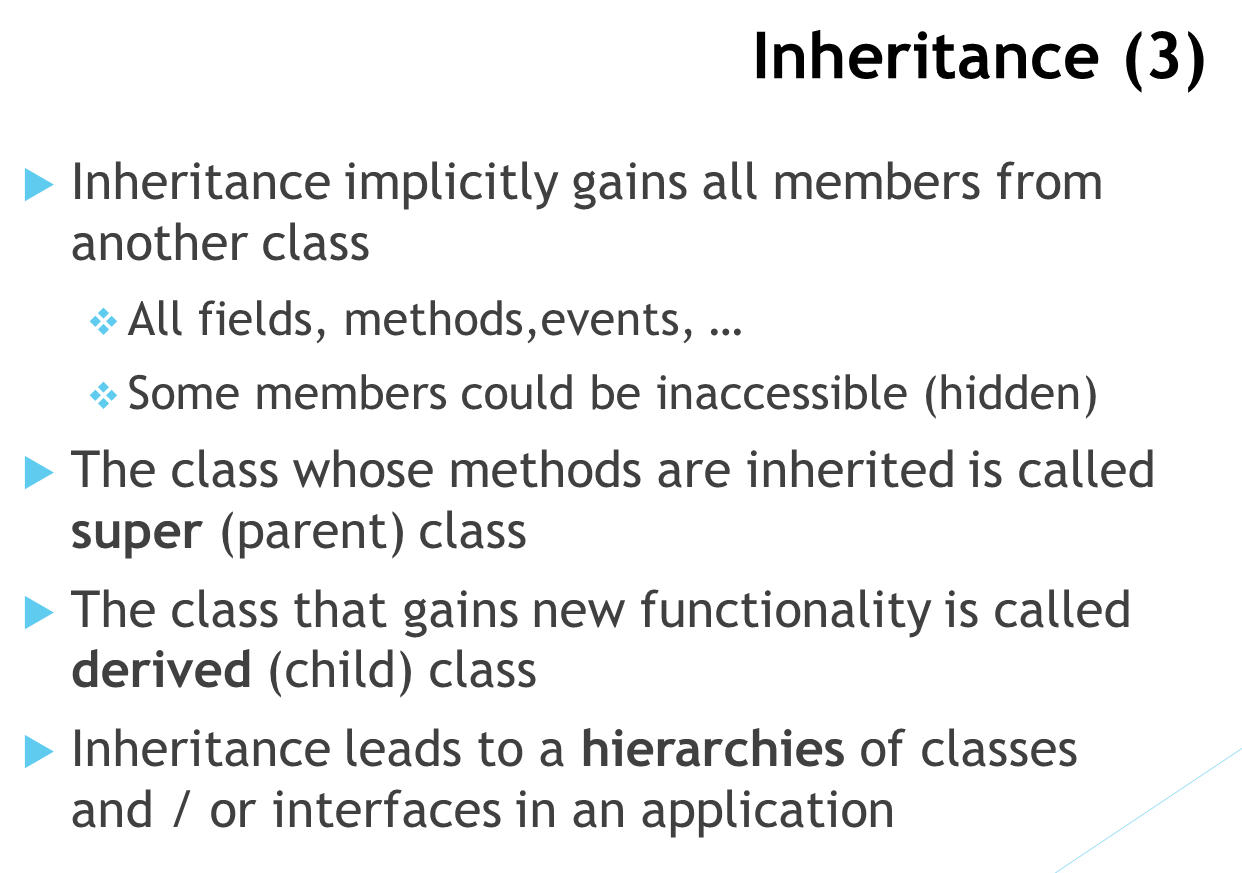 Inheritance (3)
Inheritance implicitly gains all members from
another class
All fields, methods,events, …
Some members could be inaccessible (hidden)
The class whose methods are inherited is called
super (parent) class
The class that gains new functionality is called
derived (child) class
Inheritance leads to a hierarchies of classes
and / or interfaces in an application